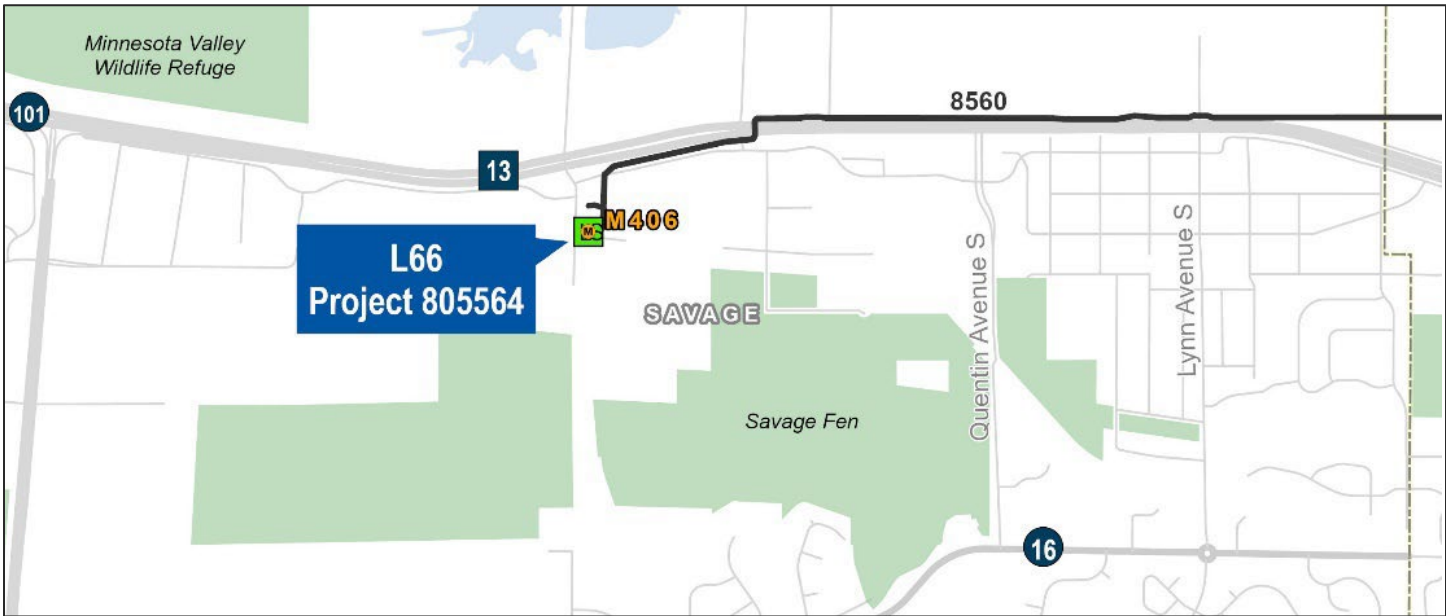 Minnesota Valley
Wildlife Refuge
101
8560
13
M406
L66
Project 805564
SAVAGE
Quentin Avenue S
Lynn Avenue S
Savage Fen
16